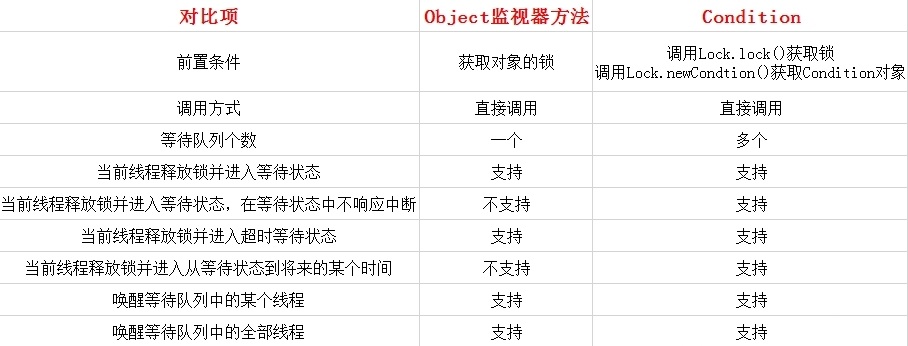 对比项 Object监视器方法 Condition
前置条件 获取对象的锁 调用Lock.lock()获取锁
调用Lock.newCondtion()获取Condition对象
调用方式 直接调用 直接调用
等待队列个数 一个 多个
当前线程释放锁并进入等待状态 支持 支持
当前线程释放锁并进入等待状态，在等待状态中不响应中断 不支持 支持
当前线程释放锁并进入超时等待状态 支持 支持
当前线程释放锁并进入从等待状态到将来的某个时间 不支持 支持
唤醒等待队列中的某个线程 支持 支持
唤醒等待队列中的全部线程 支持 支持